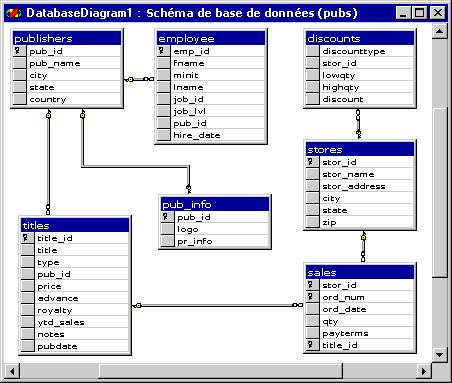 DatabaseDiagram1 : Schéma de base de données (pubs)
publishers
pub_id
pub_name
city
state
country
employee
emp_id
fname
minit
lname
job_id
job_lvl
pub_id
hire_date
discounts
discounttype
stor_id
lowqty
highqty
discount
stores
stor_id
stor_name
stor_address
city
state
zip
pub_info
pub_id
logo
pr_info
titles
title_id
title
type
pub_id
price
advance
royalty
ytd_sales
notes
pubdate
sales
stor_id
ord_num
ord_date
qty
payterms
title_id